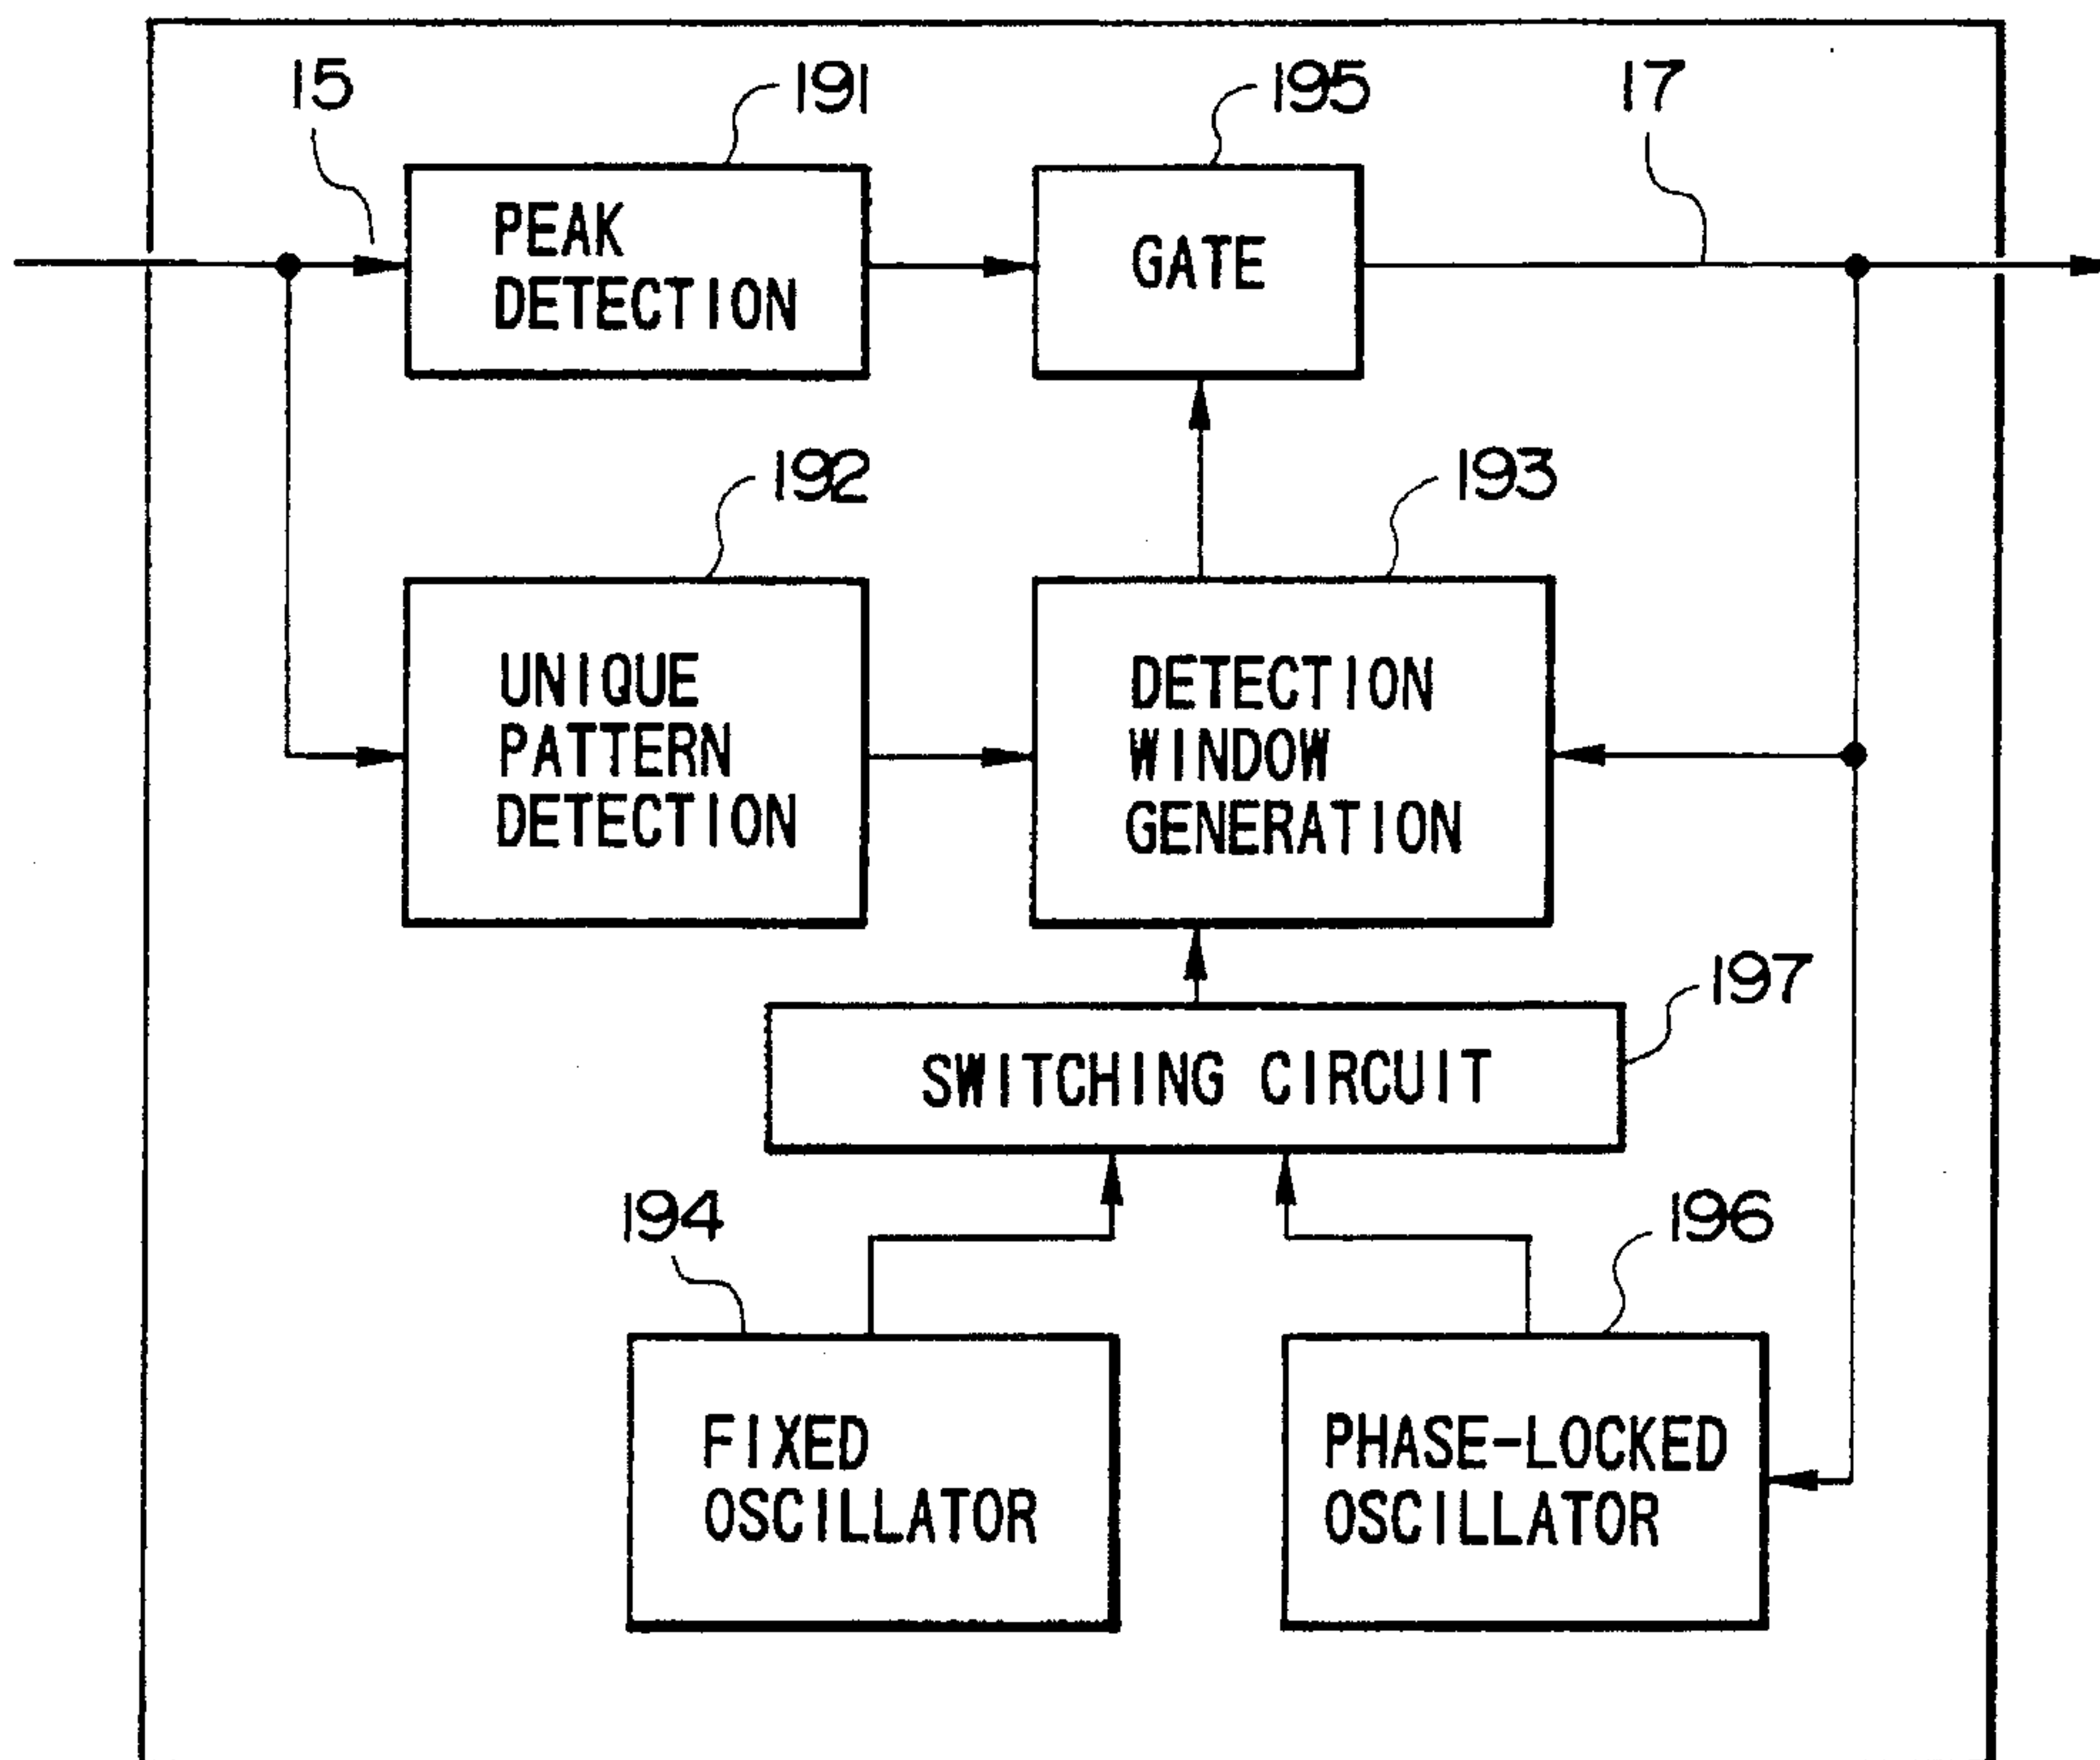 15
191
195
17
PEAK
DETECTION
GATE
192
193
UNIQUE
PATTERN
DETECTION
DETECTION
WINDOW
GENERATION
197
SWITCHING CIRCUIT
194
196
FIXED
OSCILLATOR
PHASE-LOCKED
OSCILLATOR